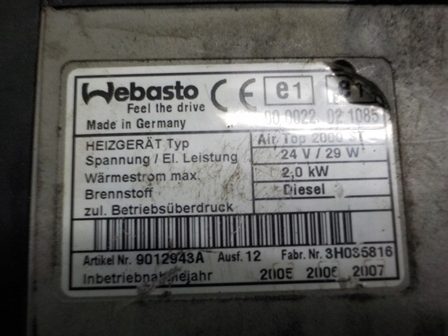 Webasto CE e1 e1
Feel the drive
Made in Germany 00 0022 02 1085
HEIZGERÄT Typ Air Top 2000 ST
Spannung / El. Leistung 24 V / 29 W
Wärmestrom max. 2,0 kW
Brennstoff Diesel
zul. Betriebsüberdruck
Artikel Nr. 9012943A Ausf. 12 Fabr. Nr. 3H035816
Inbetriebnahmejahr 2005 2006 2007